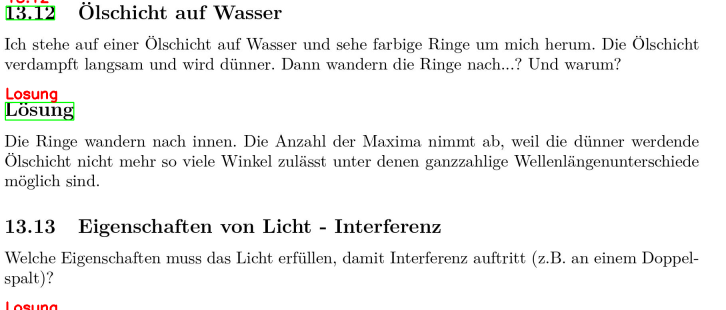 13.12
13.12 Ölschicht auf Wasser
Ich stehe auf einer Ölschicht auf Wasser und sehe farbige Ringe um mich herum. Die Ölschicht
verdampft langsam und wird dünner. Dann wandern die Ringe nach...? Und warum?
Losung
Lösung
Die Ringe wandern nach innen. Die Anzahl der Maxima nimmt ab, weil die dünner werdende
Ölschicht nicht mehr so viele Winkel zulässt unter denen ganzzahlige Wellenlängenunterschiede
möglich sind.
13.13 Eigenschaften von Licht - Interferenz
Welche Eigenschaften muss das Licht erfüllen, damit Interferenz auftritt (z.B. an einem Doppel-
spalt)?
Losung